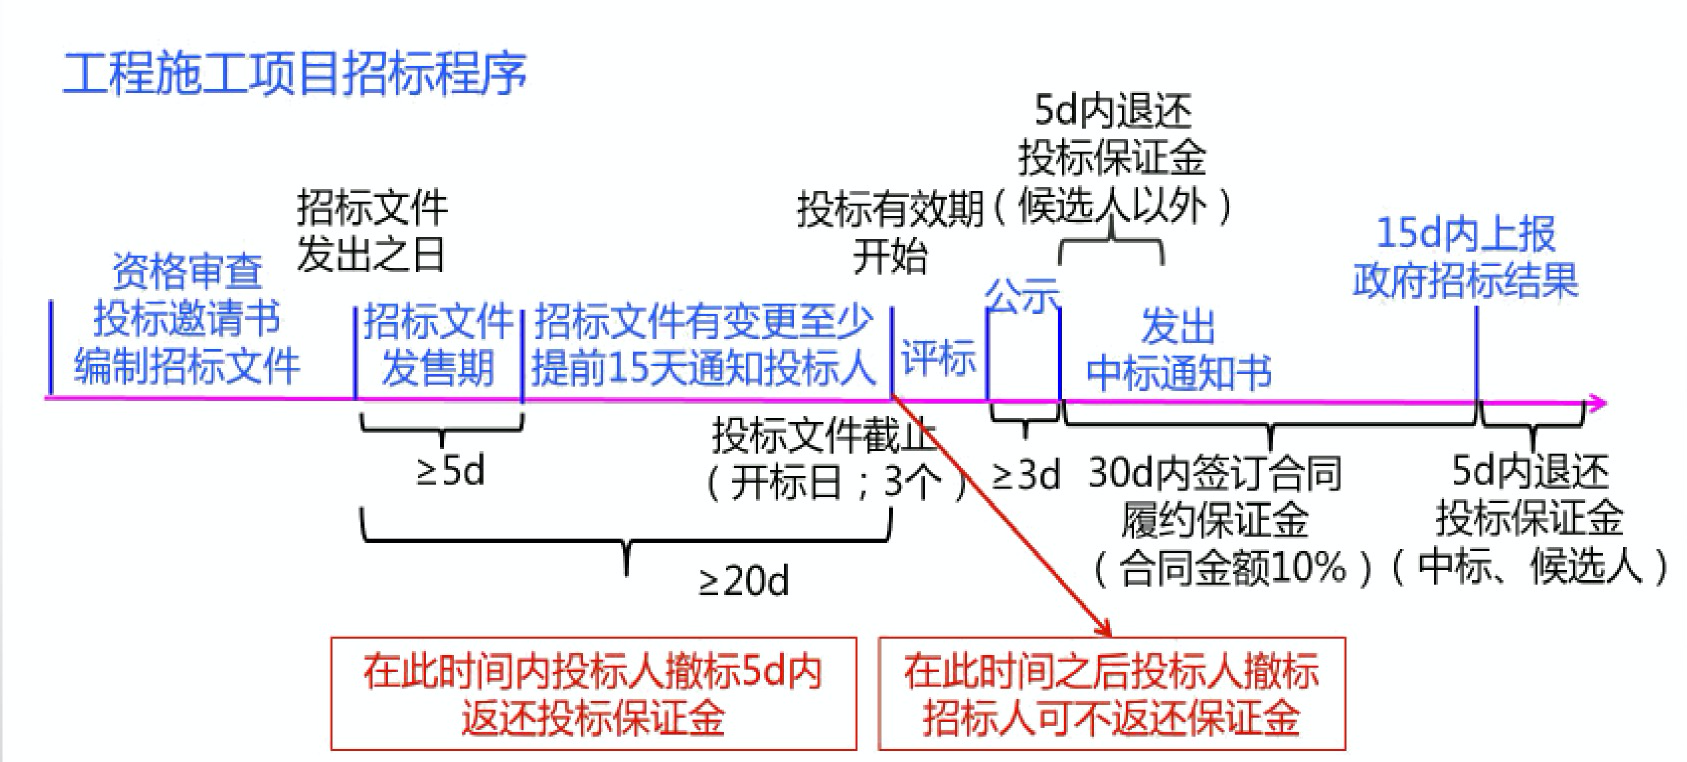 工程施工项目招标程序
5d内退还
投标保证金
（候选人以外）
招标文件
发出之日
投标有效期
开始
15d内上报
政府招标结果
资格审查
投标邀请书
编制招标文件
招标文件
发售期
招标文件有变更至少
提前15天通知投标人
评标
公示
发出
中标通知书
≥5d
投标文件截止
（开标日；3个）
≥3d
30d内签订合同
履约保证金
（合同金额10%）
5d内退还
投标保证金
（中标、候选人）
≥20d
在此时间内投标人撤标5d内
返还投标保证金
在此时间之后投标人撤标
招标人可不返还保证金